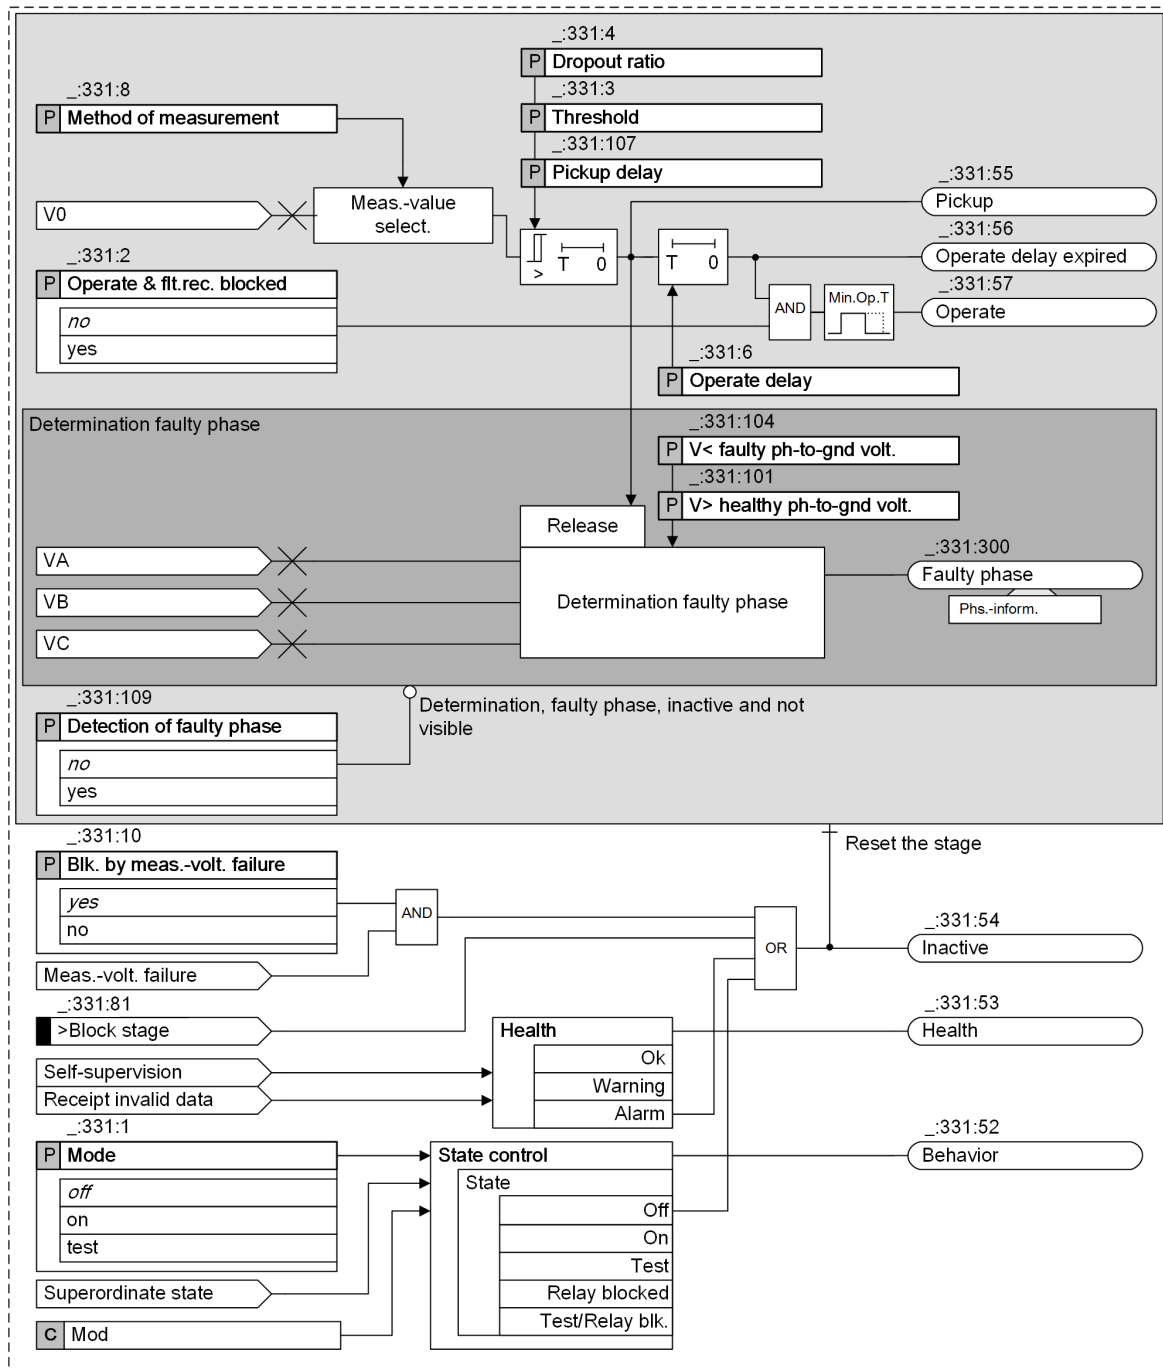 _:331:4
P Dropout ratio
_:331:8
_:331:3
P Method of measurement
P Threshold
_:331:107
P Pickup delay
_:331:55
Pickup
V0
Meas.-value
select.
_:331:56
Operate delay expired
_:331:2
> T 0
T 0
P Operate & flt.rec. blocked
_:331:57
Operate
AND
Min.Op.T
no
yes
_:331:6
P Operate delay
Determination faulty phase
_:331:104
P V< faulty ph-to-gnd volt.
_:331:101
P V> healthy ph-to-gnd volt.
Release
_:331:300
VA
Faulty phase
VB
Determination faulty phase
Phs.-inform.
VC
_:331:109
Determination, faulty phase, inactive and not
visible
P Detection of faulty phase
no
yes
_:331:10
Reset the stage
P Blk. by meas.-volt. failure
yes
no
AND
_:331:54
OR
Inactive
Meas.-volt. failure
_:331:81
>Block stage
_:331:53
Health
Health
Ok
Warning
Alarm
Self-supervision
Receipt invalid data
_:331:1
P Mode
off
on
test
State control
State
Off
On
Test
Relay blocked
Test/Relay blk.
_:331:52
Behavior
Superordinate state
C Mod